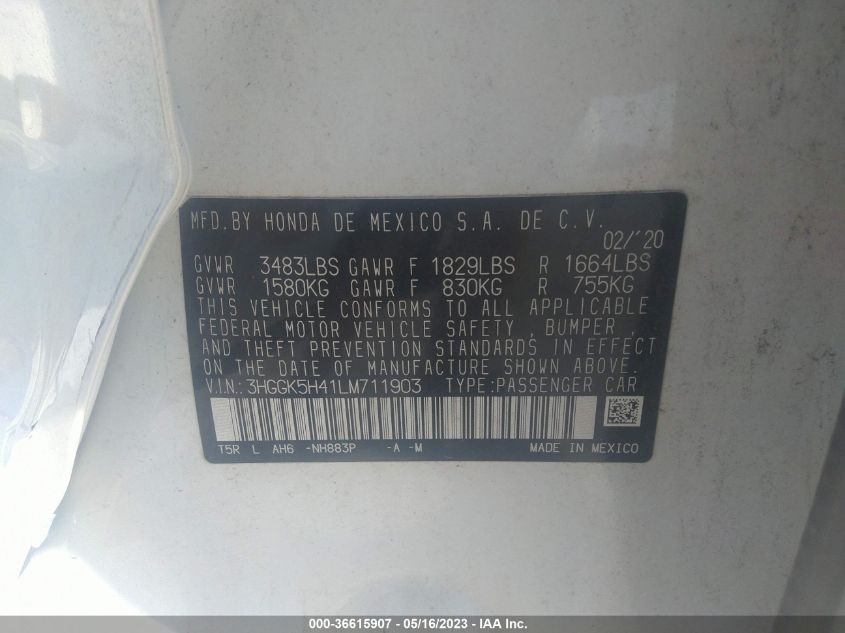 MFD.BY HONDA DE MEXICO S.A. DE C.V.
02/'20
GVWR 3483LBS GAWR F 1829LBS R 1664LBS
GVWR 1580KG GAWR F 830KG R 755KG
THIS VEHICLE CONFORMS TO ALL APPLICABLE
FEDERAL MOTOR VEHICLE SAFETY , BUMPER ,
AND THEFT PREVENTION STANDARDS IN EFFECT
ON THE DATE OF MANUFACTURE SHOWN ABOVE.
V.I.N.: 3HGGK5H41LM711903 TYPE:PASSENGER CAR
T5R L AH6 -NH883P -A -M MADE IN MEXICO
000-36615907 - 05/16/2023 - IAA Inc.